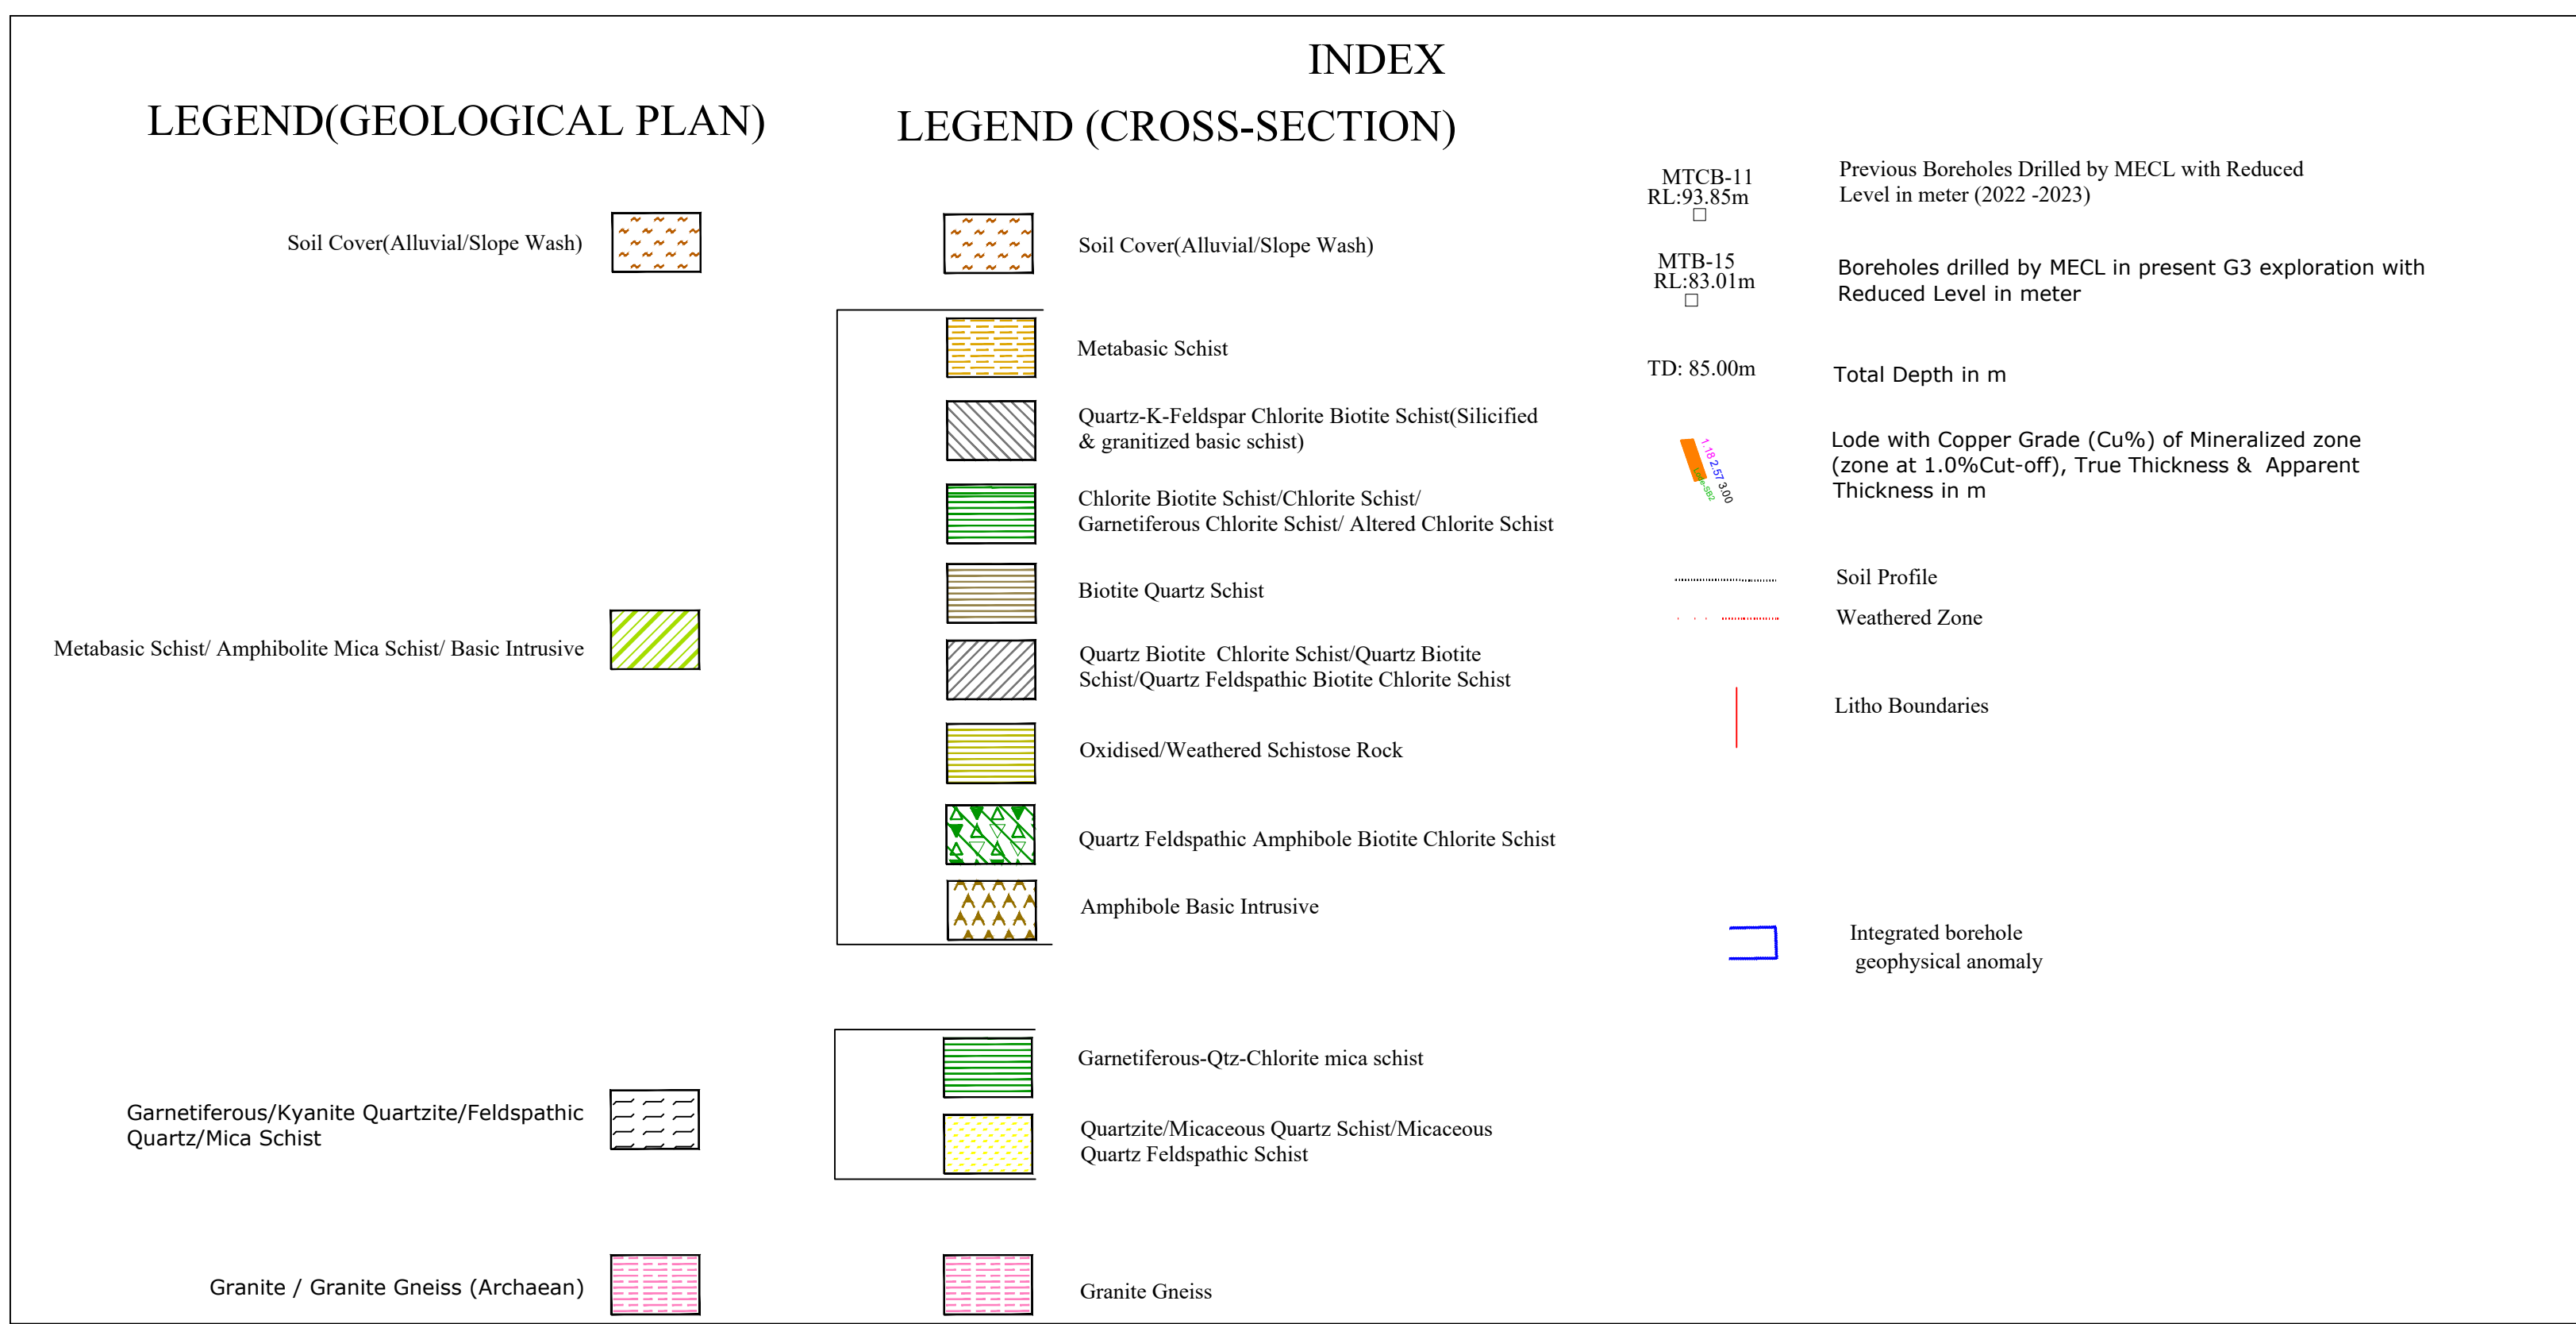 INDEX
LEGEND(GEOLOGICAL PLAN)
Soil Cover(Alluvial/Slope Wash)
Metabasic Schist/ Amphibolite Mica Schist/ Basic Intrusive
Garnetiferous/Kyanite Quartzite/Feldspathic
Quartz/Mica Schist
Granite / Granite Gneiss (Archaean)
LEGEND (CROSS-SECTION)
Soil Cover(Alluvial/Slope Wash)
Metabasic Schist
Quartz-K-Feldspar Chlorite Biotite Schist(Silicified
& granitized basic schist)
Chlorite Biotite Schist/Chlorite Schist/
Garnetiferous Chlorite Schist/ Altered Chlorite Schist
Biotite Quartz Schist
Quartz Biotite  Chlorite Schist/Quartz Biotite
Schist/Quartz Feldspathic Biotite Chlorite Schist
Oxidised/Weathered Schistose Rock
Quartz Feldspathic Amphibole Biotite Chlorite Schist
Amphibole Basic Intrusive
Garnetiferous-Qtz-Chlorite mica schist
Quartzite/Micaceous Quartz Schist/Micaceous
Quartz Feldspathic Schist
Granite Gneiss
MTCB-11
RL:93.85m
Previous Boreholes Drilled by MECL with Reduced
Level in meter (2022 -2023)
MTB-15
RL:83.01m
Boreholes drilled by MECL in present G3 exploration with
Reduced Level in meter
TD: 85.00m
Total Depth in m
1.18 2.57 3.00
Lode-SB2
Lode with Copper Grade (Cu%) of Mineralized zone
(zone at 1.0%Cut-off), True Thickness &  Apparent
Thickness in m
Soil Profile
Weathered Zone
Litho Boundaries
Integrated borehole
geophysical anomaly